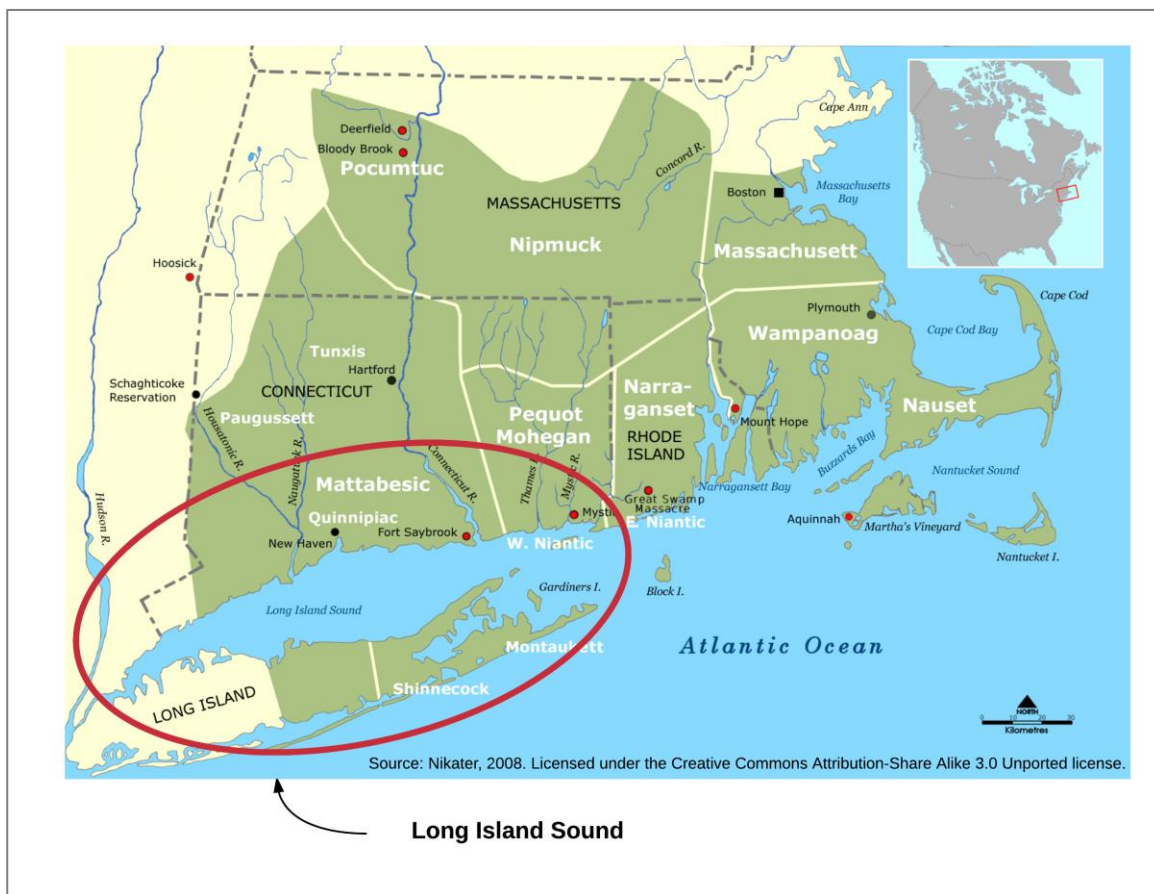 Cape Ann
Deerfield
Bloody Brook
Pocumtuc
Concord R.
Boston
Massachusetts
Bay
MASSACHUSETTS
Nipmuck
Massachusett
Hoosick
Cape Cod
Plymouth
Cape Cod Bay
Wampanoag
Tunxis
Hartford
Schaghticoke
Reservation
CONNECTICUT
Narra-
ganset
Nauset
Paugussett
Housatonic R.
Naugatuck R.
Pequot
Mohegan
Mount Hope
RHODE
ISLAND
Buzzards Bay
Mattabesic
Connecticut R.
Thames R.
Mystic R.
Nantucket Sound
Narragansett Bay
Hudson R.
Quinnipiac
New Haven
Fort Saybrook
Mystic
Great Swamp
Massacre
E. Niantic
W. Niantic
Aquinnah
Martha's Vineyard
Nantucket I.
Gardiners I.
Block I.
Long Island Sound
Montaukett
Atlantic Ocean
Shinnecock
LONG ISLAND
NORTH
0 10 20 30
Kilometres
Source: Nikater, 2008. Licensed under the Creative Commons Attribution-Share Alike 3.0 Unported license.
Long Island Sound